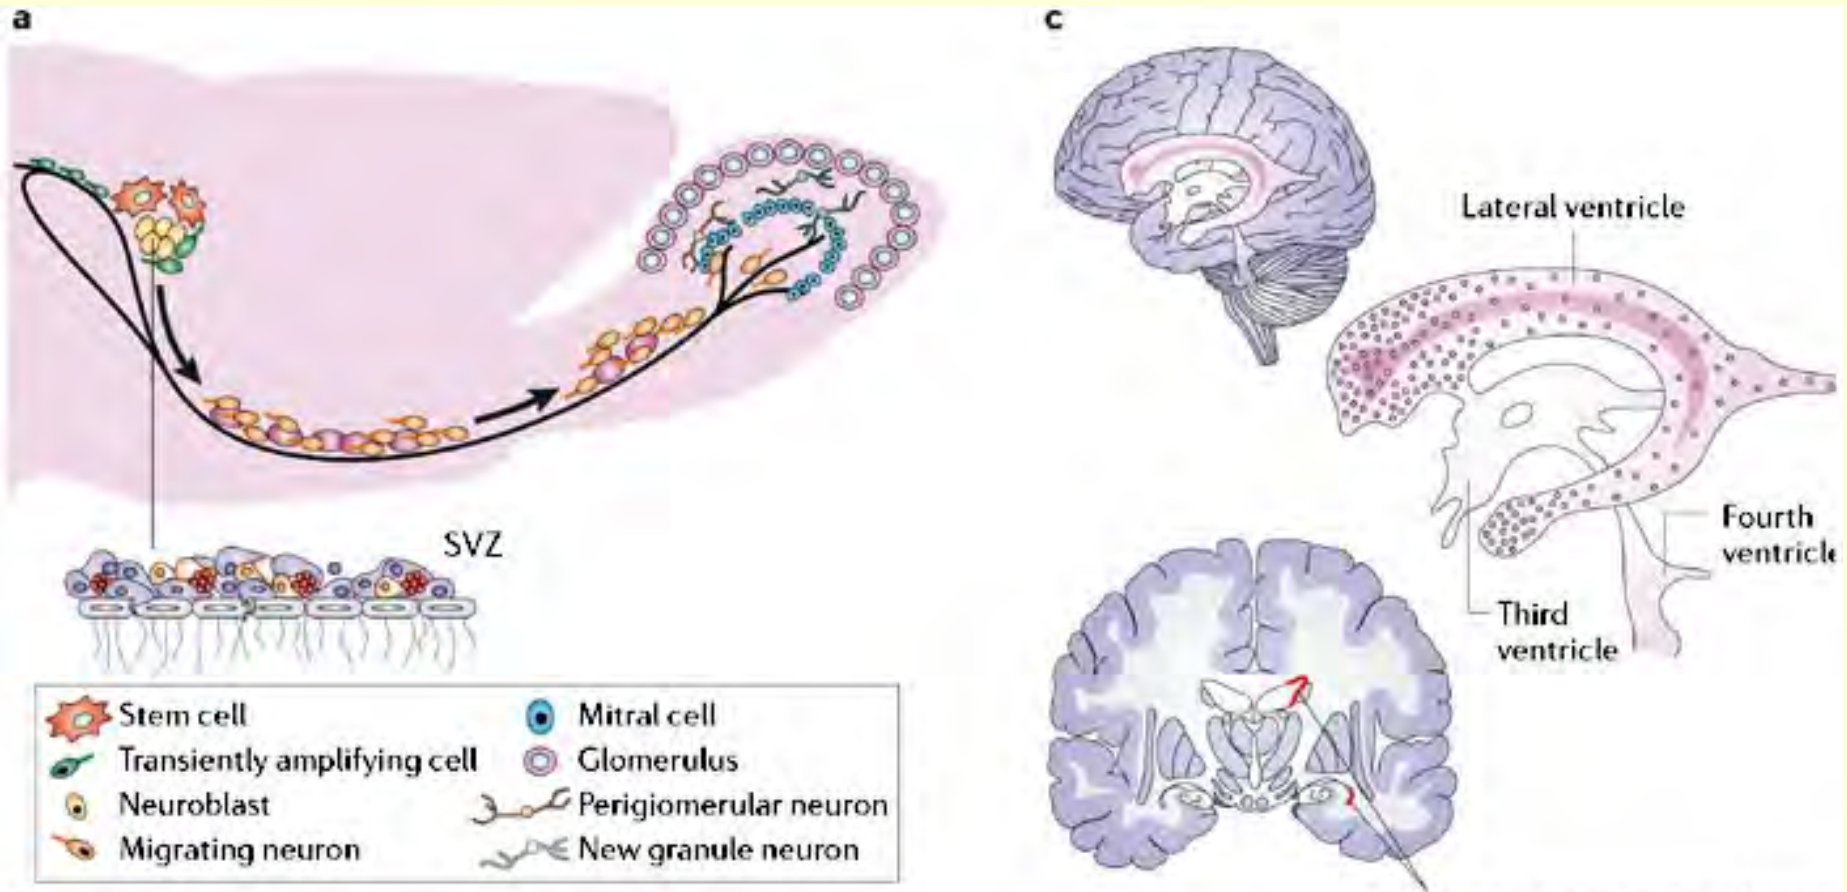 a
SVZ
Stem cell
Transiently amplifying cell
Neuroblast
Migrating neuron
Mitral cell
Glomerulus
Perigiomerular neuron
New granule neuron
c
Lateral ventricle
Fourth
ventricle
Third
ventricle